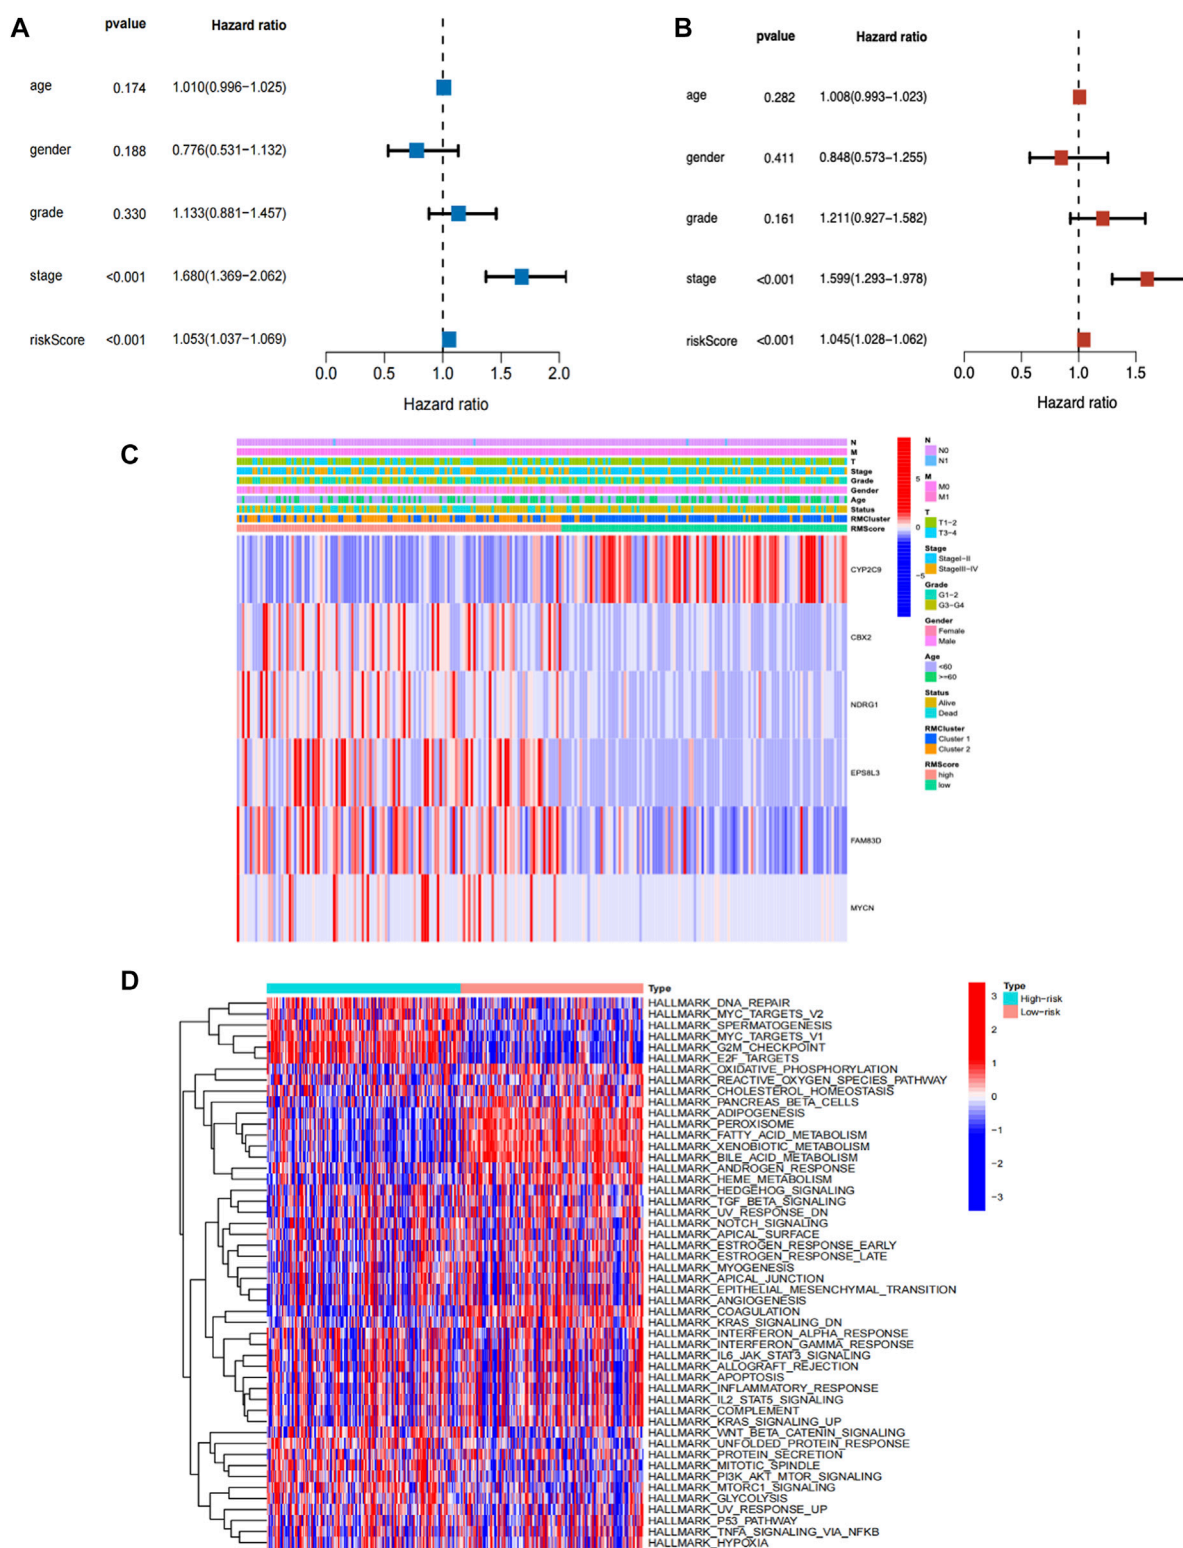 A
pvalue Hazard ratio
age 0.174 1.010(0.996−1.025)
gender 0.188 0.776(0.531−1.132)
grade 0.330 1.133(0.881−1.457)
stage <0.001 1.680(1.369−2.062)
riskScore <0.001 1.053(1.037−1.069)
0.0 0.5 1.0 1.5 2.0
Hazard ratio
B
pvalue Hazard ratio
age 0.282 1.008(0.993−1.023)
gender 0.411 0.848(0.573−1.255)
grade 0.161 1.211(0.927−1.582)
stage <0.001 1.599(1.293−1.978)
riskScore <0.001 1.045(1.028−1.062)
0.0 0.5 1.0 1.5
Hazard ratio
C
N
M
T
Stage
Grade
Gender
Age
Status
RMCluster
RMScore
CYP2C9
CBX2
NDRG1
EPS8L3
FAM83D
MYCN
5
0
−5
N
N0
N1
M
M0
M1
T
T1−2
T3−4
Stage
StageI−II
StageIII−IV
Grade
G1−2
G3−G4
Gender
Female
Male
Age
<60
>=60
Status
Alive
Dead
RMCluster
Cluster 1
Cluster 2
RMScore
high
low
D
Type
HALLMARK_DNA_REPAIR
HALLMARK_MYC_TARGETS_V2
HALLMARK_SPERMATOGENESIS
HALLMARK_MYC_TARGETS_V1
HALLMARK_G2M_CHECKPOINT
HALLMARK_E2F_TARGETS
HALLMARK_OXIDATIVE_PHOSPHORYLATION
HALLMARK_REACTIVE_OXYGEN_SPECIES_PATHWAY
HALLMARK_CHOLESTEROL_HOMEOSTASIS
HALLMARK_PANCREAS_BETA_CELLS
HALLMARK_ADIPOGENESIS
HALLMARK_PEROXISOME
HALLMARK_FATTY_ACID_METABOLISM
HALLMARK_XENOBIOTIC_METABOLISM
HALLMARK_BILE_ACID_METABOLISM
HALLMARK_ANDROGEN_RESPONSE
HALLMARK_HEME_METABOLISM
HALLMARK_HEDGEHOG_SIGNALING
HALLMARK_TGF_BETA_SIGNALING
HALLMARK_UV_RESPONSE_DN
HALLMARK_NOTCH_SIGNALING
HALLMARK_APICAL_SURFACE
HALLMARK_ESTROGEN_RESPONSE_EARLY
HALLMARK_ESTROGEN_RESPONSE_LATE
HALLMARK_MYOGENESIS
HALLMARK_APICAL_JUNCTION
HALLMARK_EPITHELIAL_MESENCHYMAL_TRANSITION
HALLMARK_ANGIOGENESIS
HALLMARK_COAGULATION
HALLMARK_KRAS_SIGNALING_DN
HALLMARK_INTERFERON_ALPHA_RESPONSE
HALLMARK_INTERFERON_GAMMA_RESPONSE
HALLMARK_IL6_JAK_STAT3_SIGNALING
HALLMARK_ALLOGRAFT_REJECTION
HALLMARK_APOPTOSIS
HALLMARK_INFLAMMATORY_RESPONSE
HALLMARK_IL2_STAT5_SIGNALING
HALLMARK_COMPLEMENT
HALLMARK_KRAS_SIGNALING_UP
HALLMARK_WNT_BETA_CATENIN_SIGNALING
HALLMARK_UNFOLDED_PROTEIN_RESPONSE
HALLMARK_PROTEIN_SECRETION
HALLMARK_MITOTIC_SPINDLE
HALLMARK_PI3K_AKT_MTOR_SIGNALING
HALLMARK_MTORC1_SIGNALING
HALLMARK_GLYCOLYSIS
HALLMARK_UV_RESPONSE_UP
HALLMARK_P53_PATHWAY
HALLMARK_TNFA_SIGNALING_VIA_NFKB
HALLMARK_HYPOXIA
3
2
1
0
−1
−2
−3
Type
High−risk
Low−risk